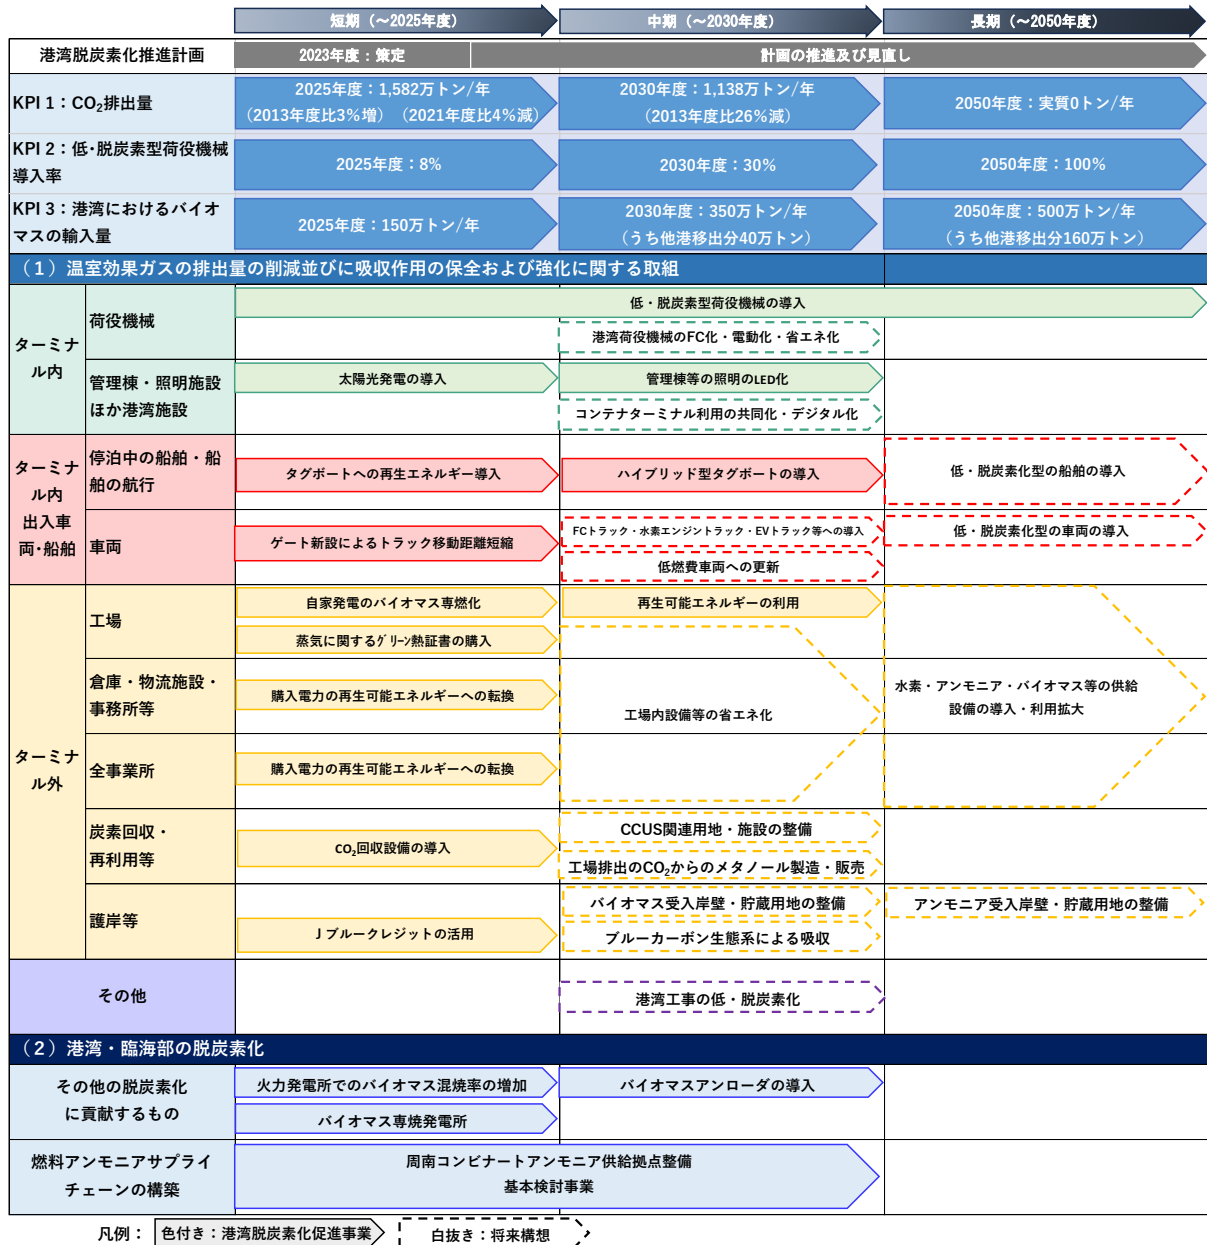 短期（～2025年度）
中期（～2030年度）
長期（～2050年度）
港湾脱炭素化推進計画
2023年度：策定
計画の推進及び見直し
KPI 1：CO₂排出量
2025年度：1,582万トン/年
（2013年度比3%増）（2021年度比4%減）
2030年度：1,138万トン/年
（2013年度比26%減）
2050年度：実質0トン/年
KPI 2：低･脱炭素型荷役機械
導入率
2025年度：8%
2030年度：30%
2050年度：100%
KPI 3：港湾におけるバイオ
マスの輸入量
2025年度：150万トン/年
2030年度：350万トン/年
（うち他港移出分40万トン）
2050年度：500万トン/年
（うち他港移出分160万トン）
（１）温室効果ガスの排出量の削減並びに吸収作用の保全および強化に関する取組
ターミナ
ル内
荷役機械
低・脱炭素型荷役機械の導入
港湾荷役機械のFC化・電動化・省エネ化
管理棟・照明施設
ほか港湾施設
太陽光発電の導入
管理棟等の照明のLED化
コンテナターミナル利用の共同化・デジタル化
ターミナ
ル内
出入車
両･船舶
停泊中の船舶・船
舶の航行
タグボートへの再生エネルギー導入
ハイブリッド型タグボートの導入
低・脱炭素化型の船舶の導入
車両
ゲート新設によるトラック移動距離短縮
FCトラック・水素エンジントラック・EVトラック等への導入
低燃費車両への更新
低・脱炭素化型の車両の導入
ターミナ
ル外
工場
自家発電のバイオマス専燃化
再生可能エネルギーの利用
蒸気に関するｸﾞﾘｰﾝ熱証書の購入
倉庫・物流施設・
事務所等
購入電力の再生可能エネルギーへの転換
工場内設備等の省エネ化
水素・アンモニア・バイオマス等の供給
設備の導入・利用拡大
全事業所
購入電力の再生可能エネルギーへの転換
炭素回収・
再利用等
CO₂回収設備の導入
CCUS関連用地・施設の整備
工場排出のCO₂からのメタノール製造・販売
護岸等
Ｊブルークレジットの活用
バイオマス受入岸壁・貯蔵用地の整備
ブルーカーボン生態系による吸収
アンモニア受入岸壁・貯蔵用地の整備
その他
港湾工事の低・脱炭素化
（２）港湾・臨海部の脱炭素化
その他の脱炭素化
に貢献するもの
火力発電所でのバイオマス混焼率の増加
バイオマスアンローダの導入
バイオマス専焼発電所
燃料アンモニアサプライ
チェーンの構築
周南コンビナートアンモニア供給拠点整備
基本検討事業
凡例：
色付き：港湾脱炭素化促進事業
白抜き：将来構想